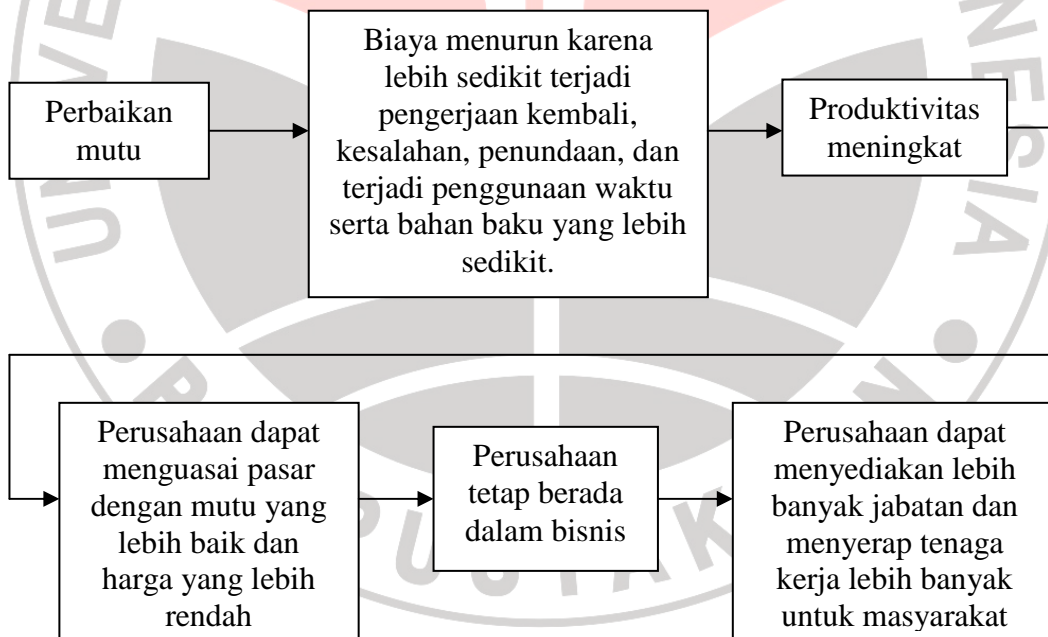 Perbaikan
mutu
Biaya menurun karena
lebih sedikit terjadi
pengerjaan kembali,
kesalahan, penundaan, dan
terjadi penggunaan waktu
serta bahan baku yang lebih
sedikit.
Produktivitas
meningkat
Perusahaan dapat
menguasai pasar
dengan mutu yang
lebih baik dan
harga yang lebih
rendah
Perusahaan
tetap berada
dalam bisnis
Perusahaan dapat
menyediakan lebih
banyak jabatan dan
menyerap tenaga
kerja lebih banyak
untuk masyarakat